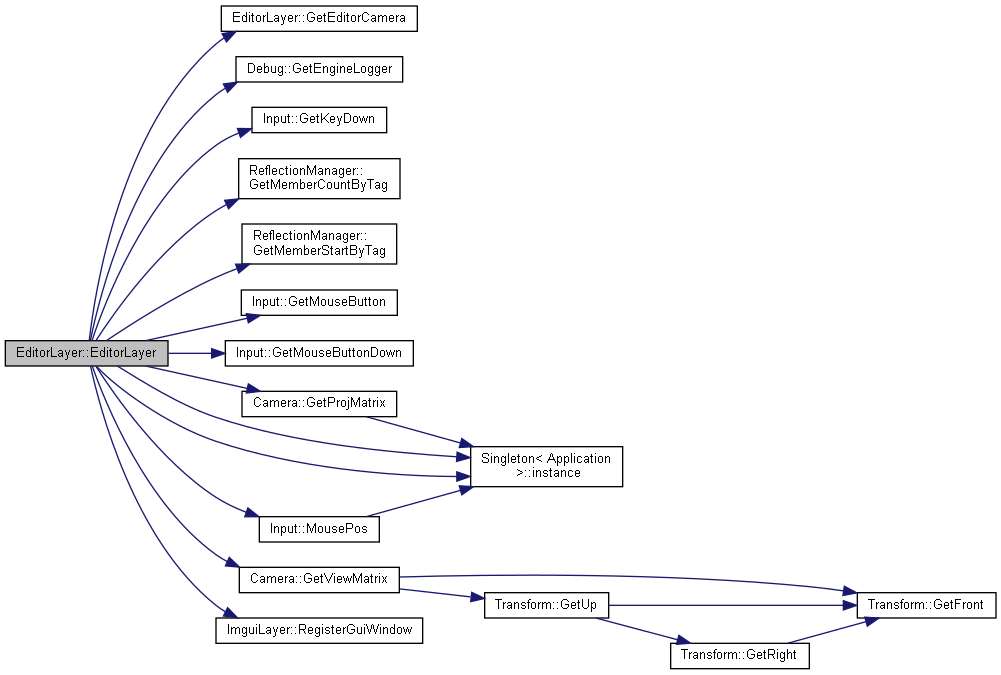 EditorLayer::GetEditorCamera
Debug::GetEngineLogger
Input::GetKeyDown
ReflectionManager::
GetMemberCountByTag
ReflectionManager::
GetMemberStartByTag
Input::GetMouseButton
EditorLayer::EditorLayer
Input::GetMouseButtonDown
Camera::GetProjMatrix
Singleton< Application
>::instance
Input::MousePos
Camera::GetViewMatrix
Transform::GetUp
Transform::GetFront
ImguiLayer::RegisterGuiWindow
Transform::GetRight